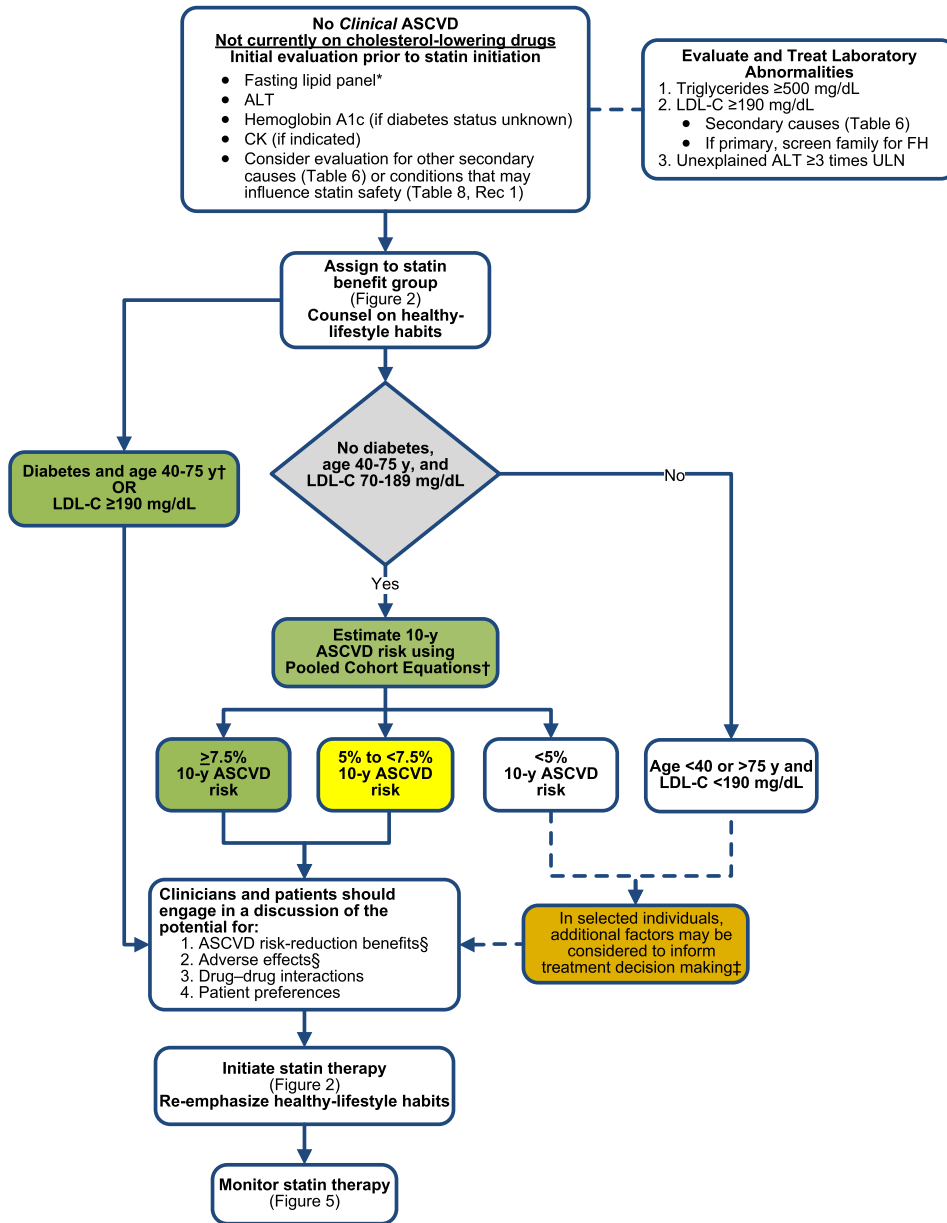 No Clinical ASCVD
Not currently on cholesterol-lowering drugs
Initial evaluation prior to statin initiation
● Fasting lipid panel*
● ALT
● Hemoglobin A1c (if diabetes status unknown)
● CK (if indicated)
● Consider evaluation for other secondary
causes (Table 6) or conditions that may
influence statin safety (Table 8, Rec 1)
Evaluate and Treat Laboratory
Abnormalities
1. Triglycerides ≥500 mg/dL
2. LDL-C ≥190 mg/dL
● Secondary causes (Table 6)
● If primary, screen family for FH
3. Unexplained ALT ≥3 times ULN
Assign to statin
benefit group
(Figure 2)
Counsel on healthy-
lifestyle habits
Diabetes and age 40-75 y†
OR
LDL-C ≥190 mg/dL
No diabetes,
age 40-75 y, and
LDL-C 70-189 mg/dL
No
Yes
Estimate 10-y
ASCVD risk using
Pooled Cohort Equations†
≥7.5%
10-y ASCVD
risk
5% to <7.5%
10-y ASCVD
risk
<5%
10-y ASCVD
risk
Age <40 or >75 y and
LDL-C <190 mg/dL
Clinicians and patients should
engage in a discussion of the
potential for:
1. ASCVD risk-reduction benefits§
2. Adverse effects§
3. Drug–drug interactions
4. Patient preferences
In selected individuals,
additional factors may be
considered to inform
treatment decision making‡
Initiate statin therapy
(Figure 2)
Re-emphasize healthy-lifestyle habits
Monitor statin therapy
(Figure 5)